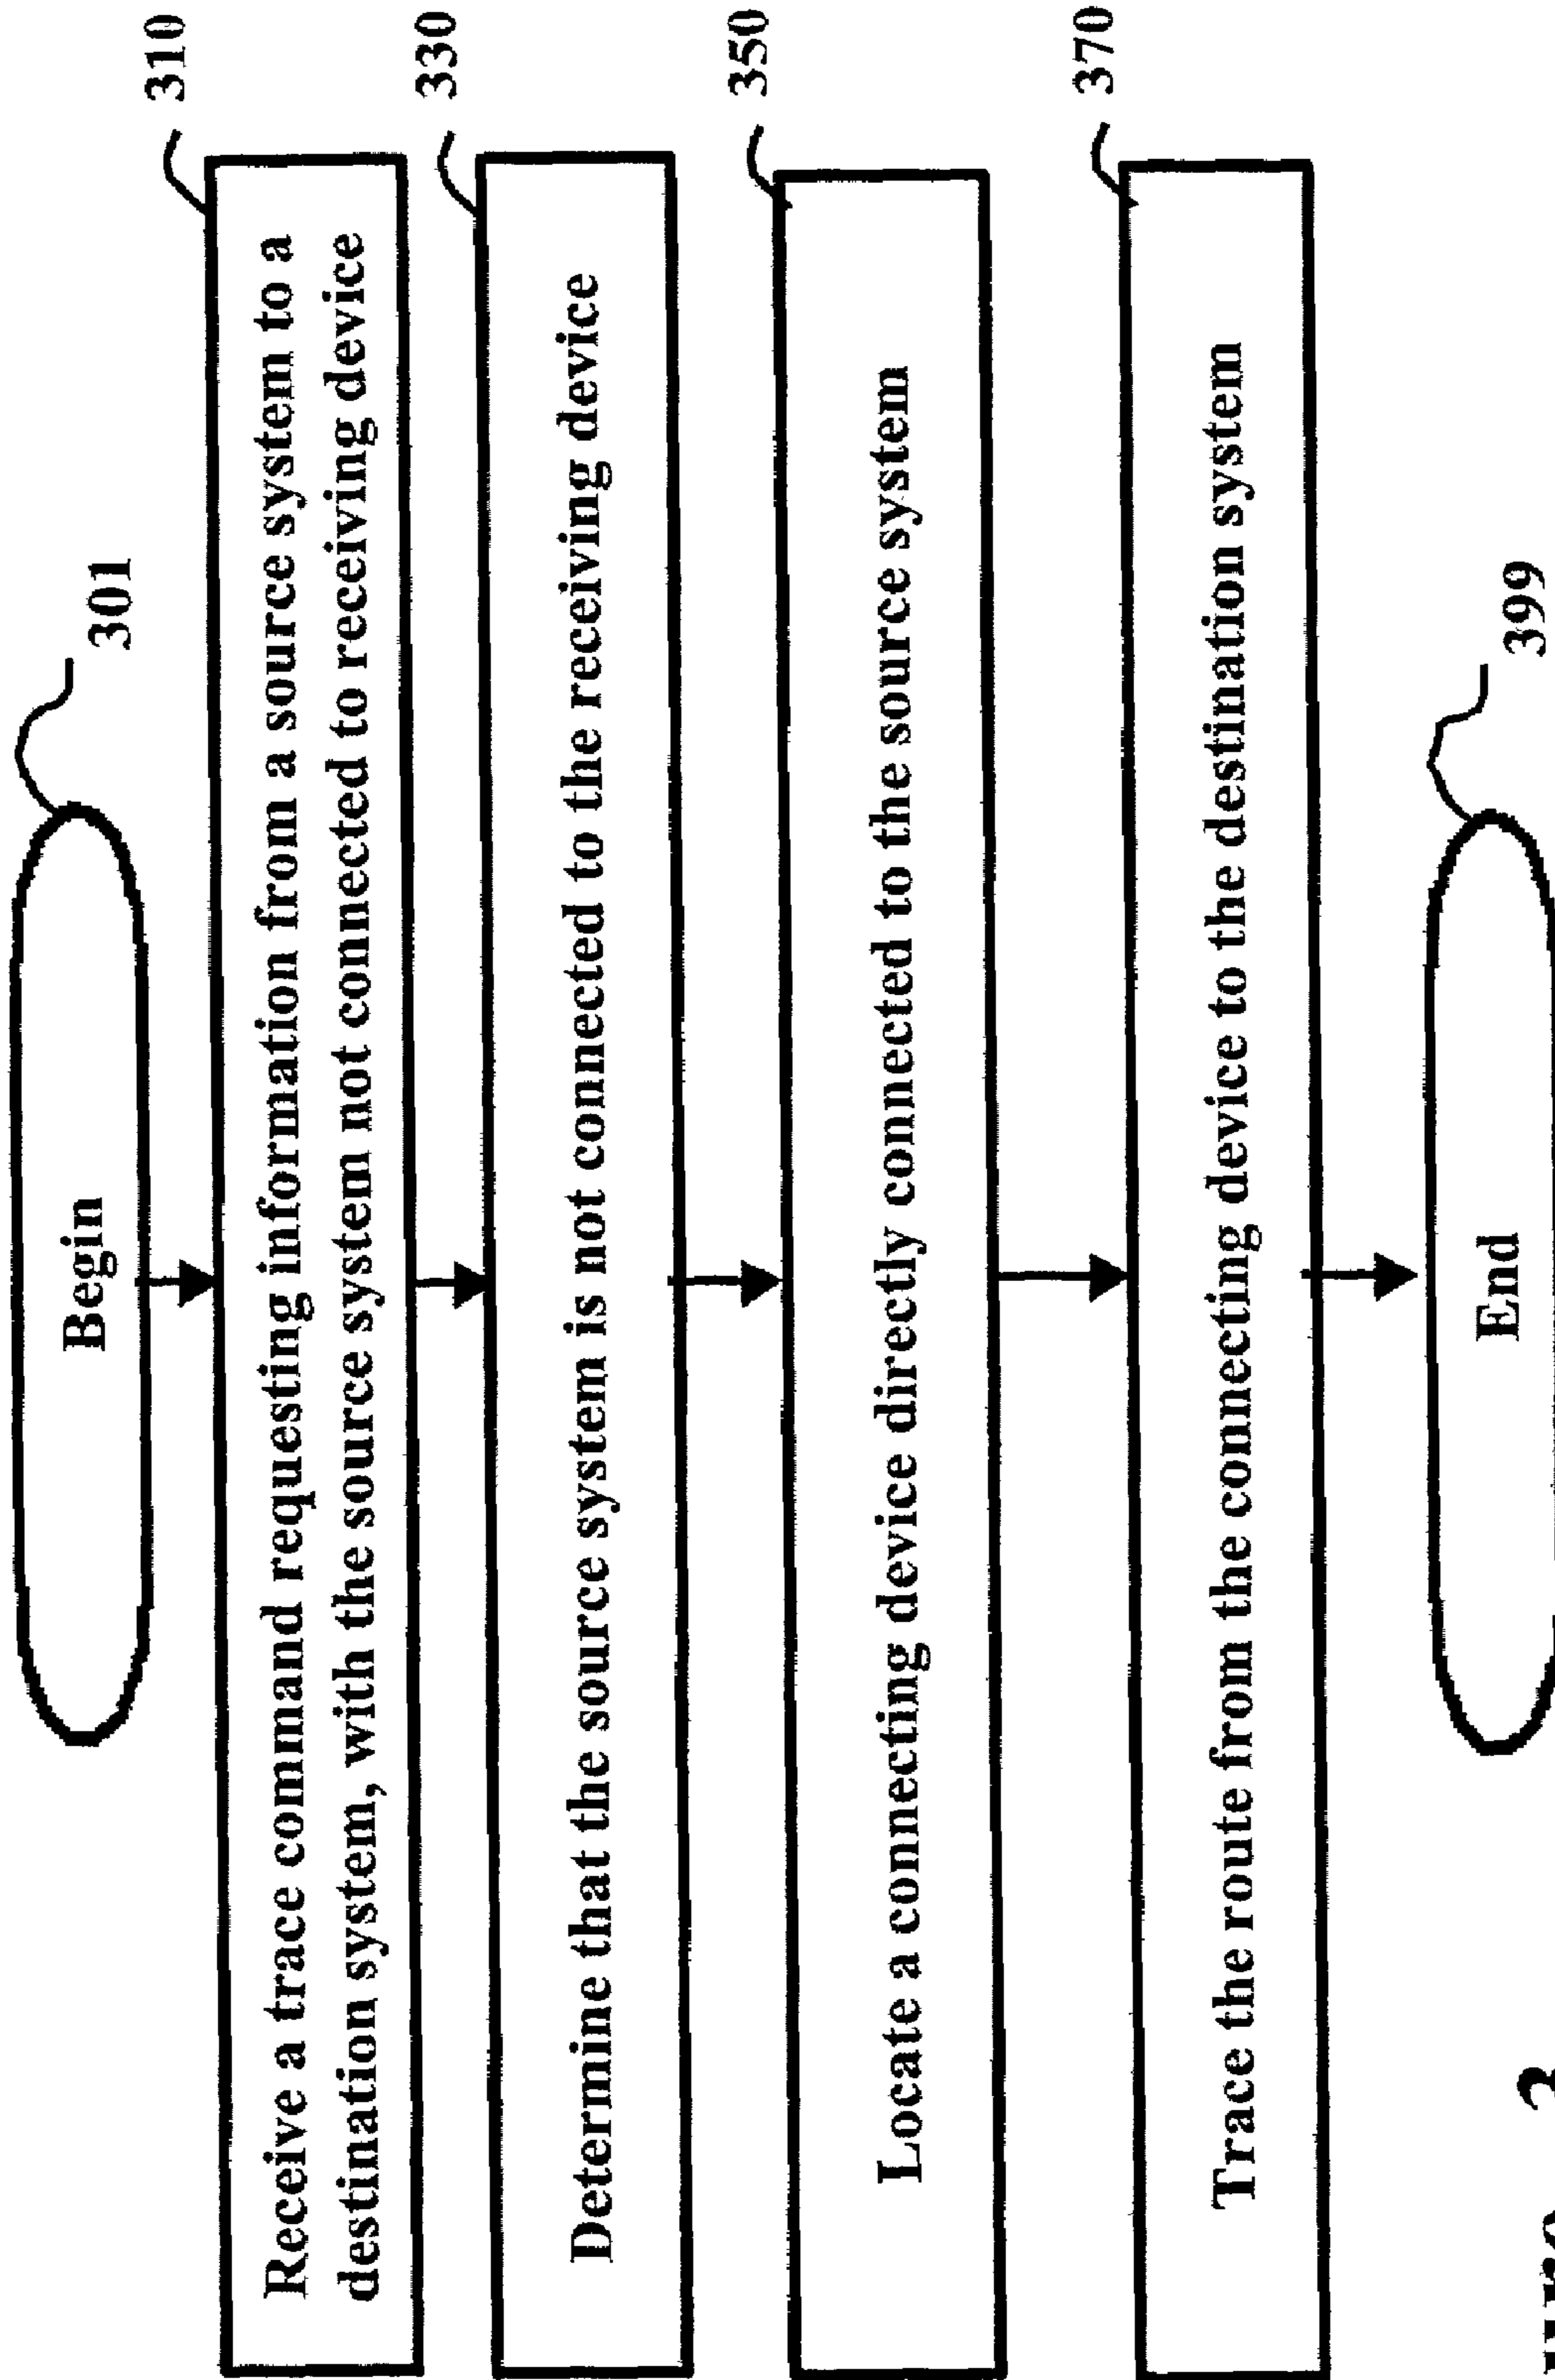 Begin
301
310
Receive a trace command requesting information from a source system to a
destination system, with the source system not connected to receiving device
330
Determine that the source system is not connected to the receiving device
350
Locate a connecting device directly connected to the source system
370
Trace the route from the connecting device to the destination system
399
End